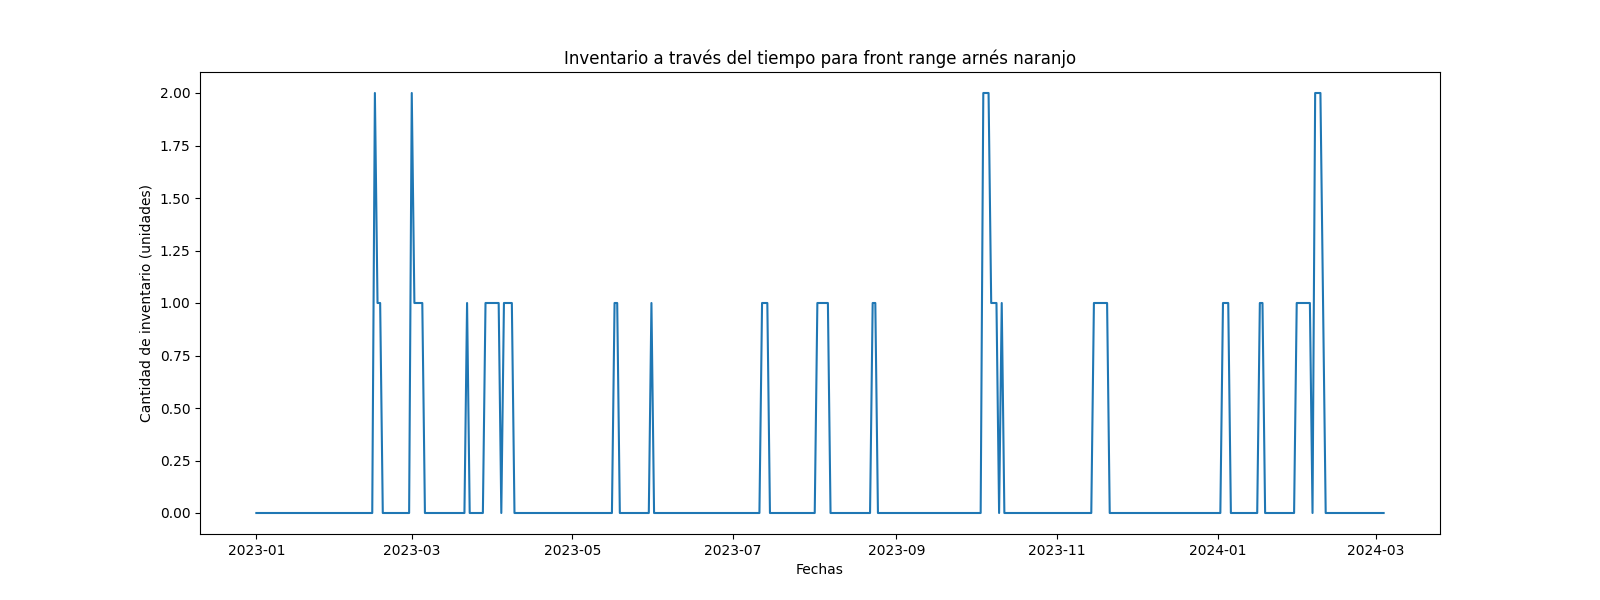 Inventario a través del tiempo para front range arnés naranjo
Cantidad de inventario (unidades)
2.00
1.75
1.50
1.25
1.00
0.75
0.50
0.25
0.00
2023-01 2023-03 2023-05 2023-07 2023-09 2023-11 2024-01 2024-03
Fechas